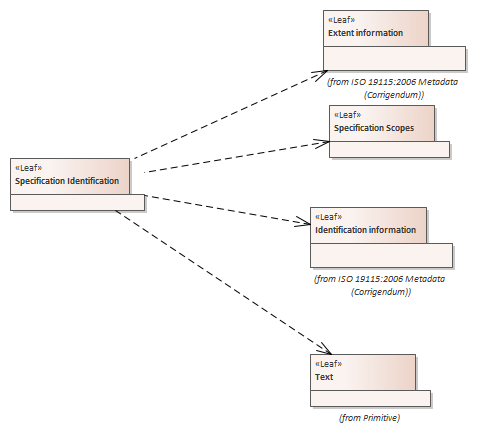 «Leaf»
Extent information
(from ISO 19115:2006 Metadata
(Corrigendum))
«Leaf»
Specification Scopes
«Leaf»
Specification Identification
«Leaf»
Identification information
(from ISO 19115:2006 Metadata
(Corrigendum))
«Leaf»
Text
(from Primitive)